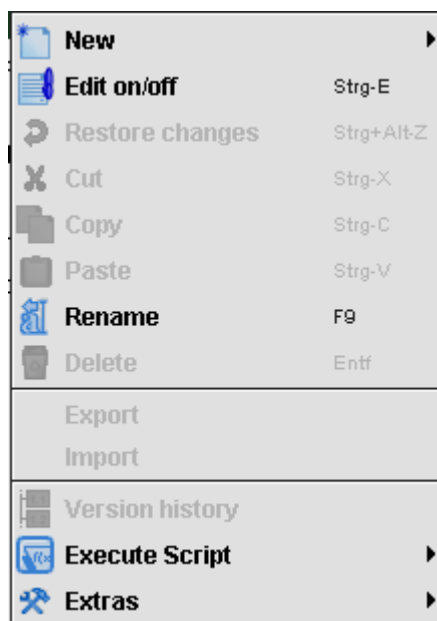 New
Edit on/off Strg-E
Restore changes Strg+Alt-Z
Cut Strg-X
Copy Strg-C
Paste Strg-V
Rename F9
Delete Entf
Export
Import
Version history
Execute Script
Extras